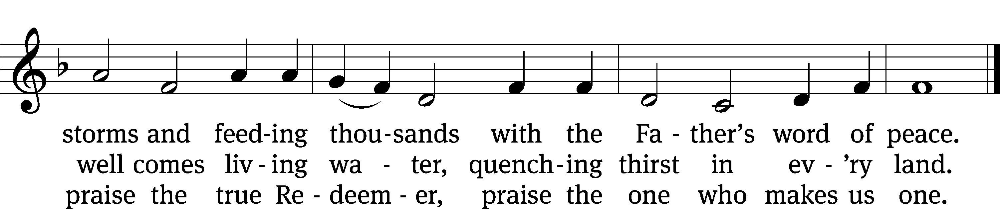 storms and feed-ing thou-sands with the Fa - ther’s word of peace.
well comes liv - ing wa - ter, quench-ing thirst in ev - ’ry land.
praise the true Re - deem - er, praise the one who makes us one.